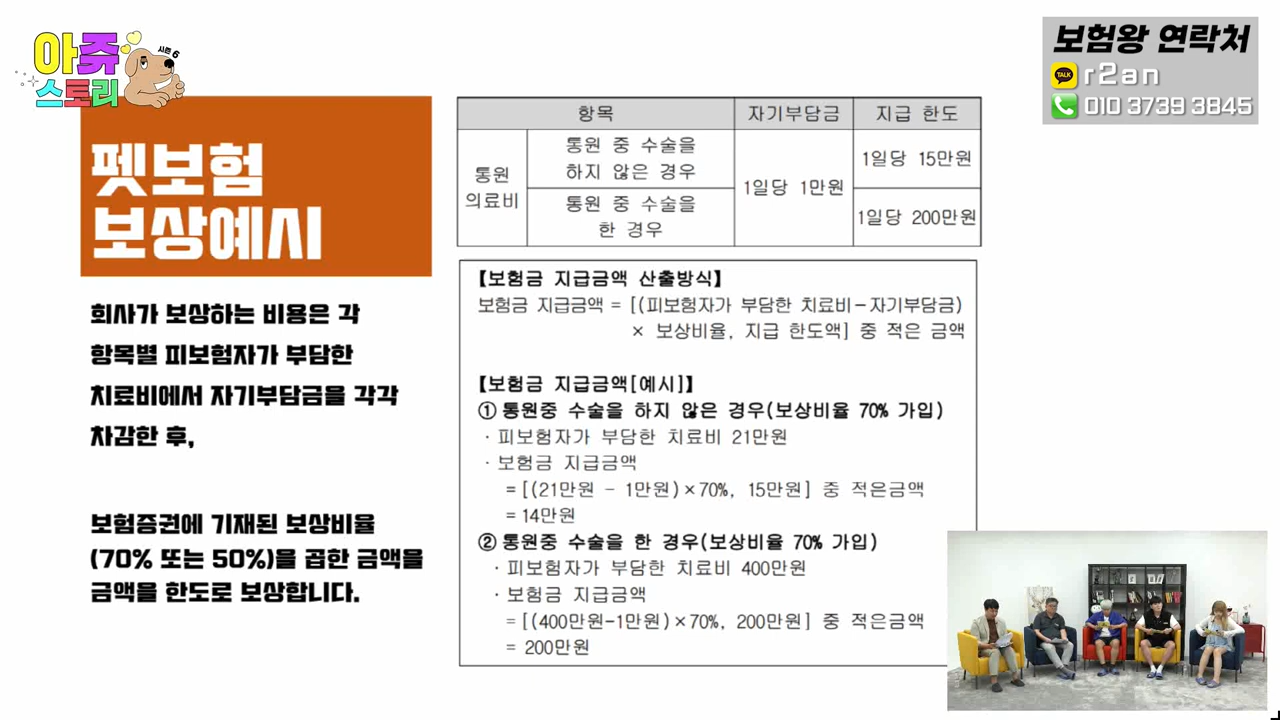 아쥬
스토리
시즌 6
보험왕 연락처
TALK
r2an
010 3739 3845
펫보험
보상예시
회사가 보상하는 비용은 각
항목별 피보험자가 부담한
치료비에서 자기부담금을 각각
차감한 후,
보험증권에 기재된 보상비율
(70% 또는 50%)을 곱한 금액을
금액을 한도로 보상합니다.
항목 자기부담금 지급 한도
통원 의료비
통원 중 수술을
하지 않은 경우
1일당 1만원
1일당 15만원
통원 중 수술을
한 경우
1일당 200만원
【보험금 지급금액 산출방식】
보험금 지급금액 = [(피보험자가 부담한 치료비-자기부담금)
× 보상비율, 지급 한도액] 중 적은 금액
【보험금 지급금액[예시]】
① 통원중 수술을 하지 않은 경우(보상비율 70% 가입)
· 피보험자가 부담한 치료비 21만원
· 보험금 지급금액
= [(21만원 - 1만원)×70%, 15만원] 중 적은금액
= 14만원
② 통원중 수술을 한 경우(보상비율 70% 가입)
· 피보험자가 부담한 치료비 400만원
· 보험금 지급금액
= [(400만원-1만원)×70%, 200만원] 중 적은금액
= 200만원